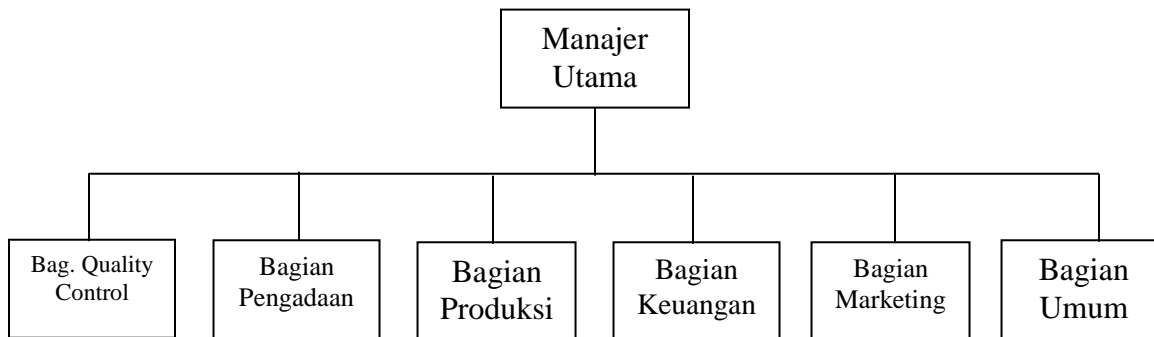 Manajer
Utama
Bag. Quality
Control
Bagian
Pengadaan
Bagian
Produksi
Bagian
Keuangan
Bagian
Marketing
Bagian
Umum